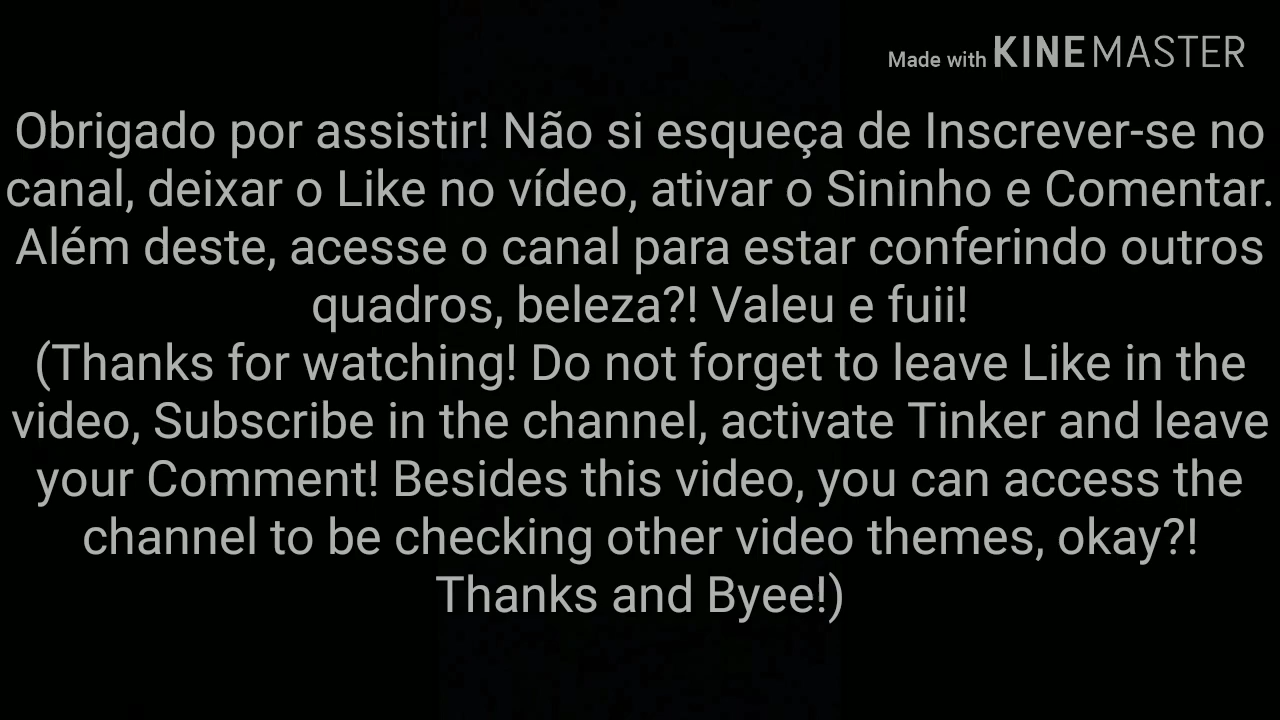 Made with KINEMASTER
Obrigado por assistir! Não si esqueça de Inscrever-se no
canal, deixar o Like no vídeo, ativar o Sininho e Comentar.
Além deste, acesse o canal para estar conferindo outros
quadros, beleza?! Valeu e fuii!
(Thanks for watching! Do not forget to leave Like in the
video, Subscribe in the channel, activate Tinker and leave
your Comment! Besides this video, you can access the
channel to be checking other video themes, okay?!
Thanks and Byee!)